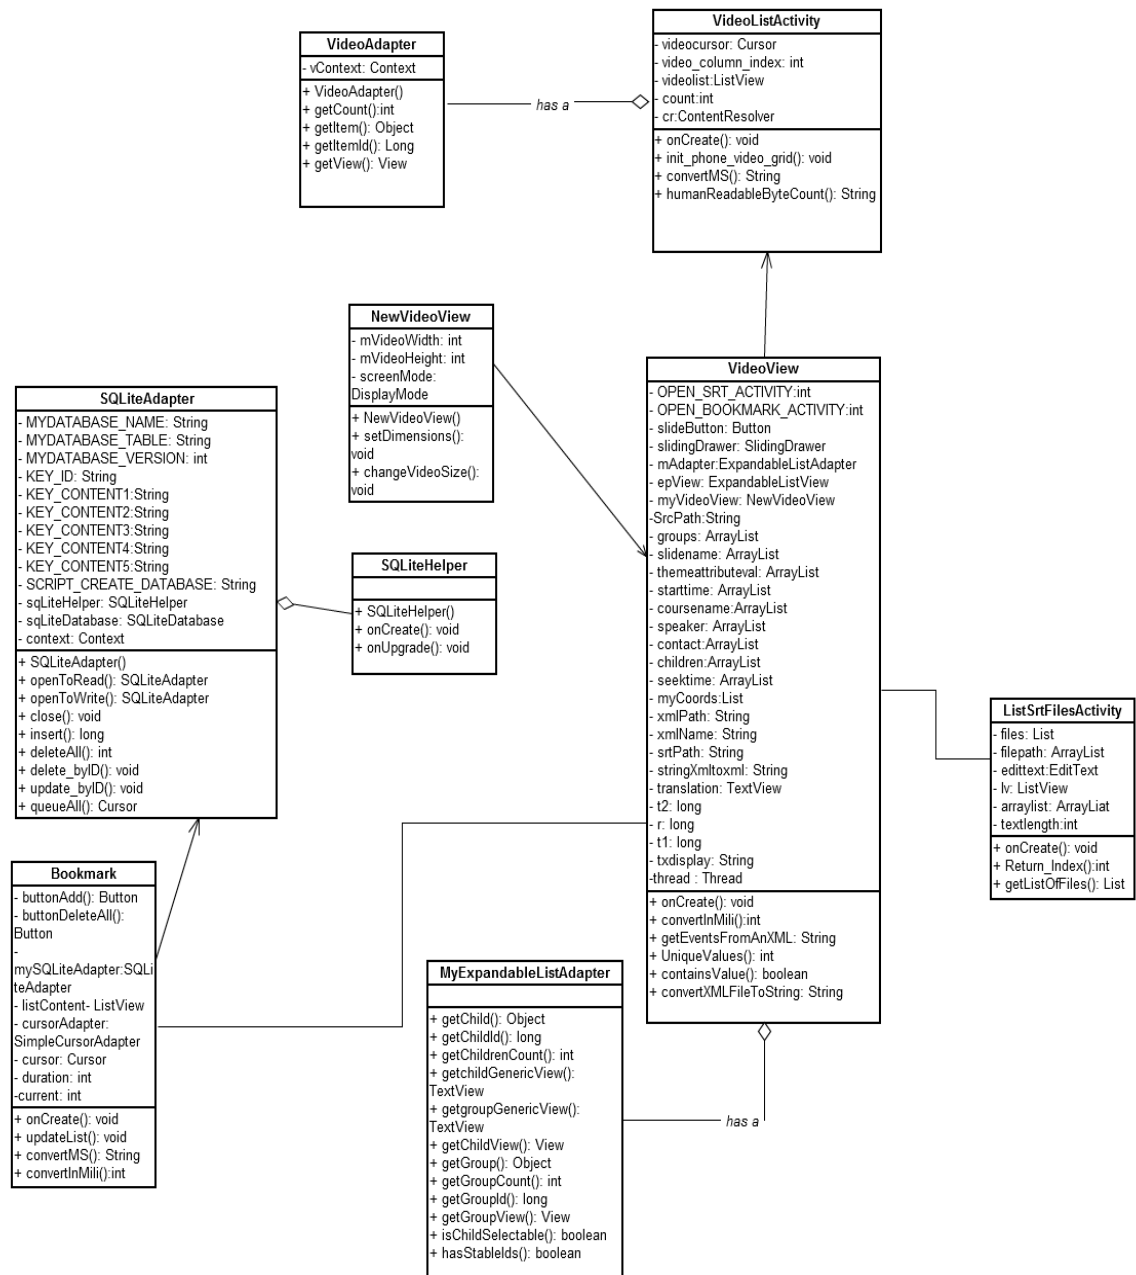 VideoAdapter
- vContext: Context
+ VideoAdapter()
+ getCount():int
+ getItem(): Object
+ getItemId(): Long
+ getView(): View
has a
VideoListActivity
- videocursor: Cursor
- video_column_index: int
- videolist:ListView
- count:int
- cr:ContentResolver
+ onCreate(): void
+ init_phone_video_grid(): void
+ convertMS(): String
+ humanReadableByteCount(): String
NewVideoView
- mVideoWidth: int
- mVideoHeight: int
- screenMode:
DisplayMode
+ NewVideoView()
+ setDimensions():
void
+ changeVideoSize():
void
SQLiteAdapter
- MYDATABASE_NAME: String
- MYDATABASE_TABLE: String
- MYDATABASE_VERSION: int
- KEY_ID: String
- KEY_CONTENT1:String
- KEY_CONTENT2:String
- KEY_CONTENT3:String
- KEY_CONTENT4:String
- KEY_CONTENT5:String
- SCRIPT_CREATE_DATABASE: String
- sqLiteHelper: SQLiteHelper
- sqLiteDatabase: SQLiteDatabase
- context: Context
+ SQLiteAdapter()
+ openToRead(): SQLiteAdapter
+ openToWrite(): SQLiteAdapter
+ close(): void
+ insert(): long
+ deleteAll(): int
+ delete_byID(): void
+ update_byID(): void
+ queueAll(): Cursor
SQLiteHelper
+ SQLiteHelper()
+ onCreate(): void
+ onUpgrade(): void
VideoView
- OPEN_SRT_ACTIVITY:int
- OPEN_BOOKMARK_ACTIVITY:int
- slideButton: Button
- slidingDrawer: SlidingDrawer
- mAdapter:ExpandableListAdapter
- epView: ExpandableListView
- myVideoView: NewVideoView
-SrcPath:String
- groups: ArrayList
- slidename: ArrayList
- themeattributeval: ArrayList
- starttime: ArrayList
- coursename:ArrayList
- speaker: ArrayList
- contact:ArrayList
- children:ArrayList
- seektime: ArrayList
- myCoords:List
- xmlPath: String
- xmlName: String
- srtPath: String
- stringXmltoxml: String
- translation: TextView
- t2: long
- r: long
- t1: long
- txdisplay: String
-thread : Thread
+ onCreate(): void
+ convertInMili():int
+ getEventsFromAnXML: String
+ UniqueValues(): int
+ containsValue(): boolean
+ convertXMLFileToString: String
ListSrtFilesActivity
- files: List
- filepath: ArrayList
- edittext:EditText
- lv: ListView
- arraylist: ArrayLiat
- textlength:int
+ onCreate(): void
+ Return_Index():int
+ getListOfFiles(): List
Bookmark
- buttonAdd(): Button
- buttonDeleteAll():
Button
-
mySQLiteAdapter:SQLi
teAdapter
- listContent- ListView
- cursorAdapter:
SimpleCursorAdapter
- cursor: Cursor
- duration: int
-current: int
+ onCreate(): void
+ updateList(): void
+ convertMS(): String
+ convertInMili():int
MyExpandableListAdapter
+ getChild(): Object
+ getChildId(): long
+ getChildrenCount(): int
+ getchildGenericView():
TextView
+ getgroupGenericView():
TextView
+ getChildView(): View
+ getGroup(): Object
+ getGroupCount(): int
+ getGroupId(): long
+ getGroupView(): View
+ isChildSelectable(): boolean
+ hasStableIds(): boolean
has a